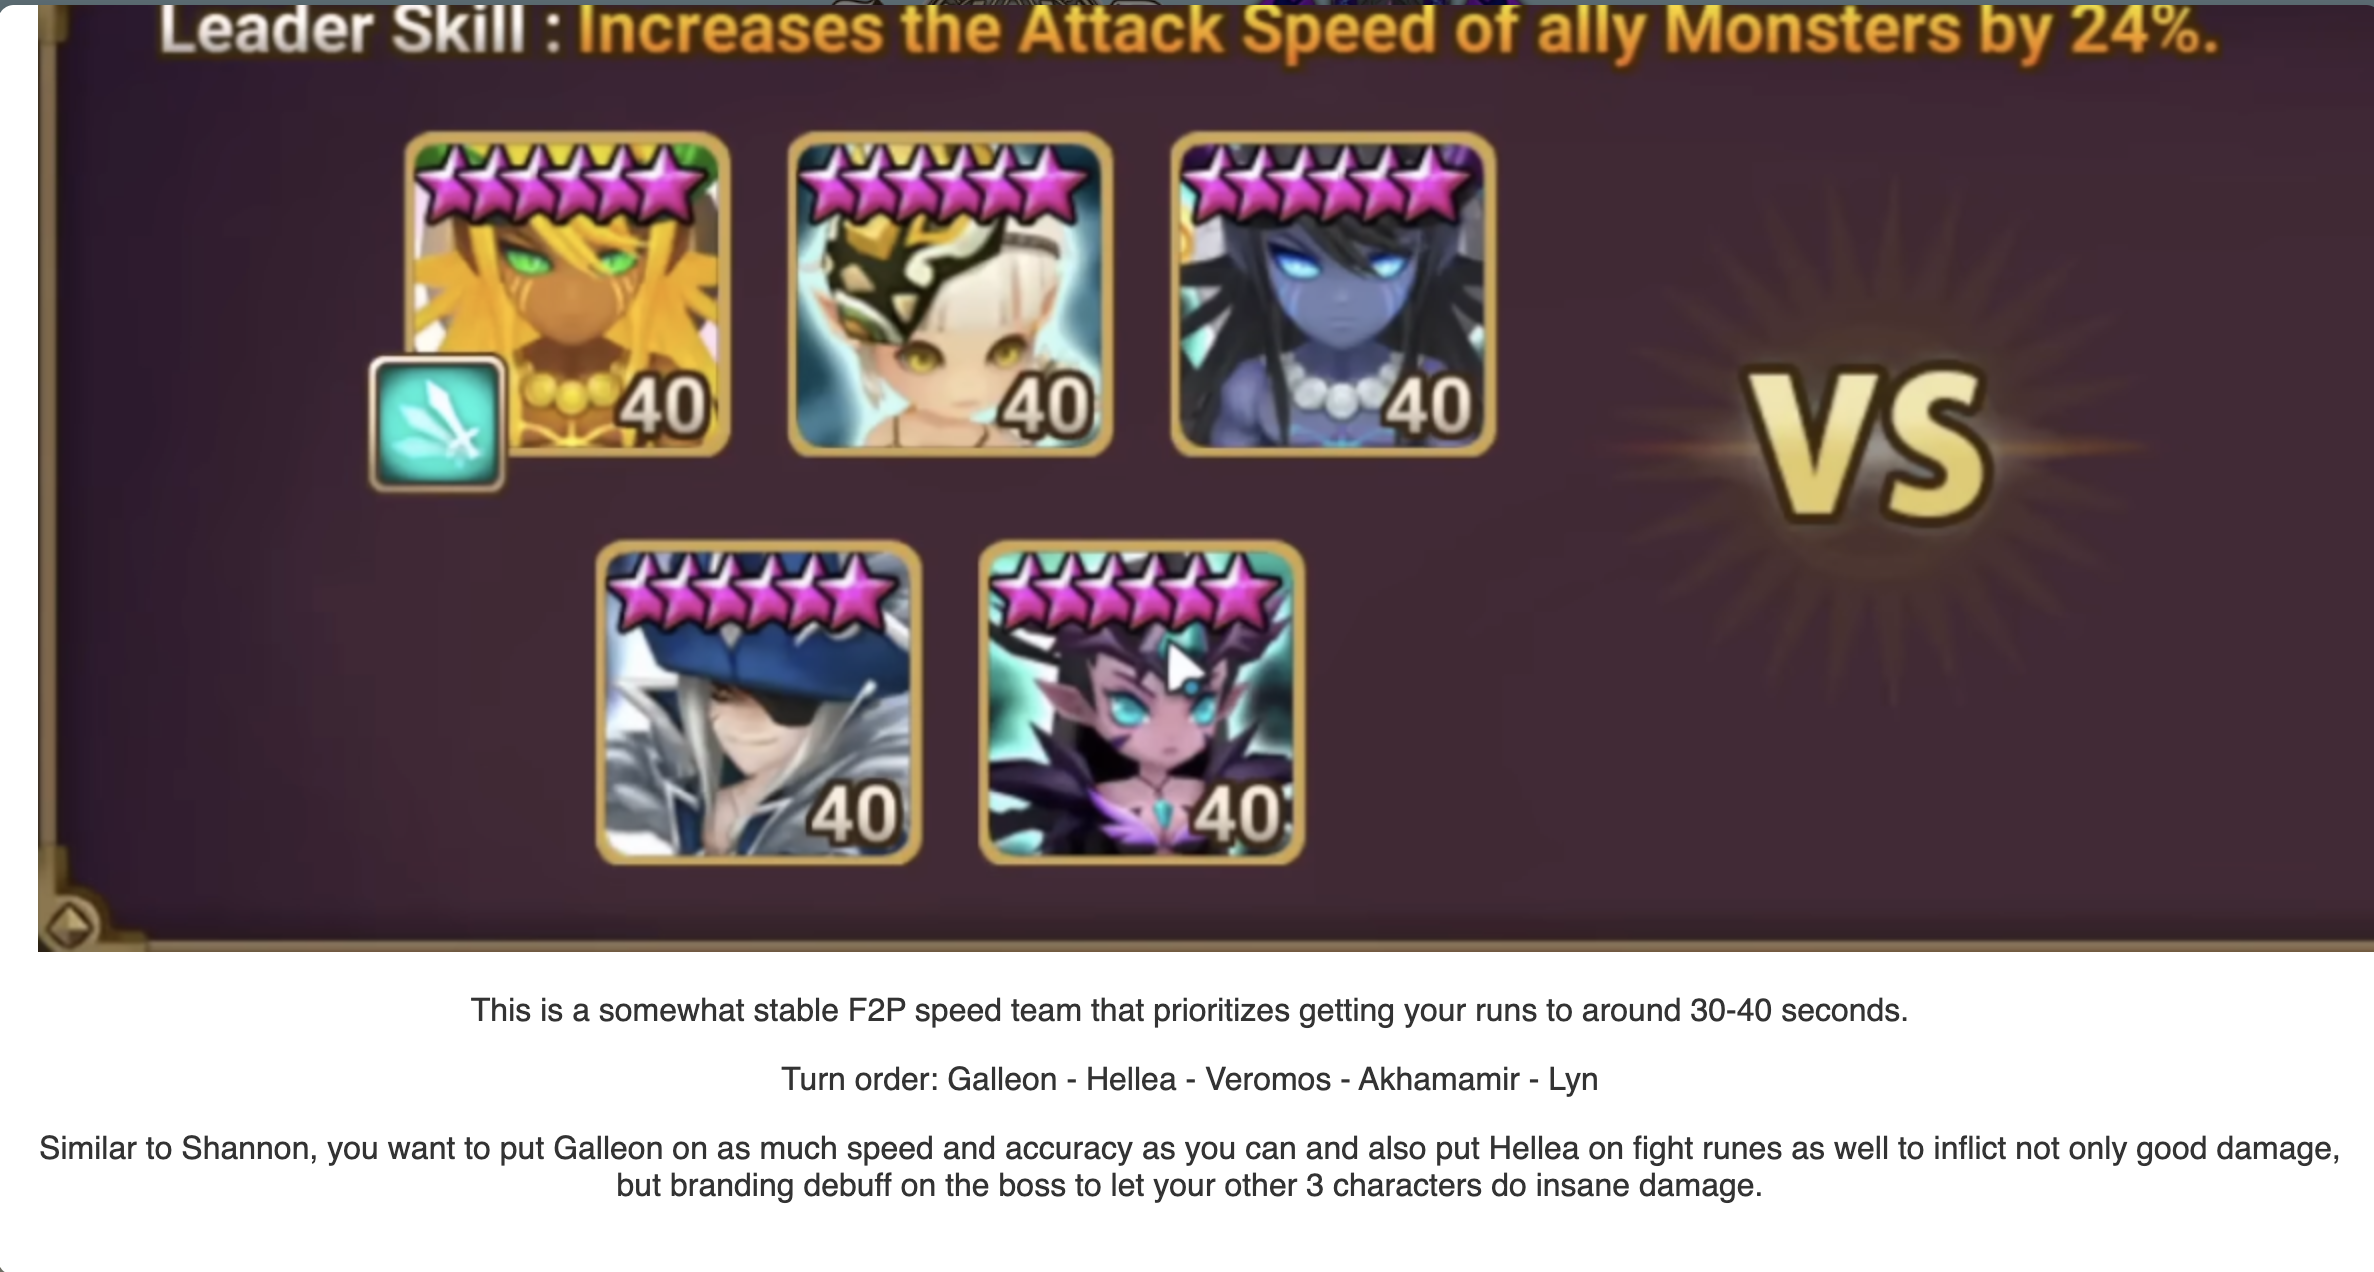 Leader Skill : Increases the Attack Speed of ally Monsters by 24%.
40
40
40
VS
40
40
This is a somewhat stable F2P speed team that prioritizes getting your runs to around 30-40 seconds.
Turn order: Galleon - Hellea - Veromos - Akhamamir - Lyn
Similar to Shannon, you want to put Galleon on as much speed and accuracy as you can and also put Hellea on fight runes as well to inflict not only good damage,
but branding debuff on the boss to let your other 3 characters do insane damage.